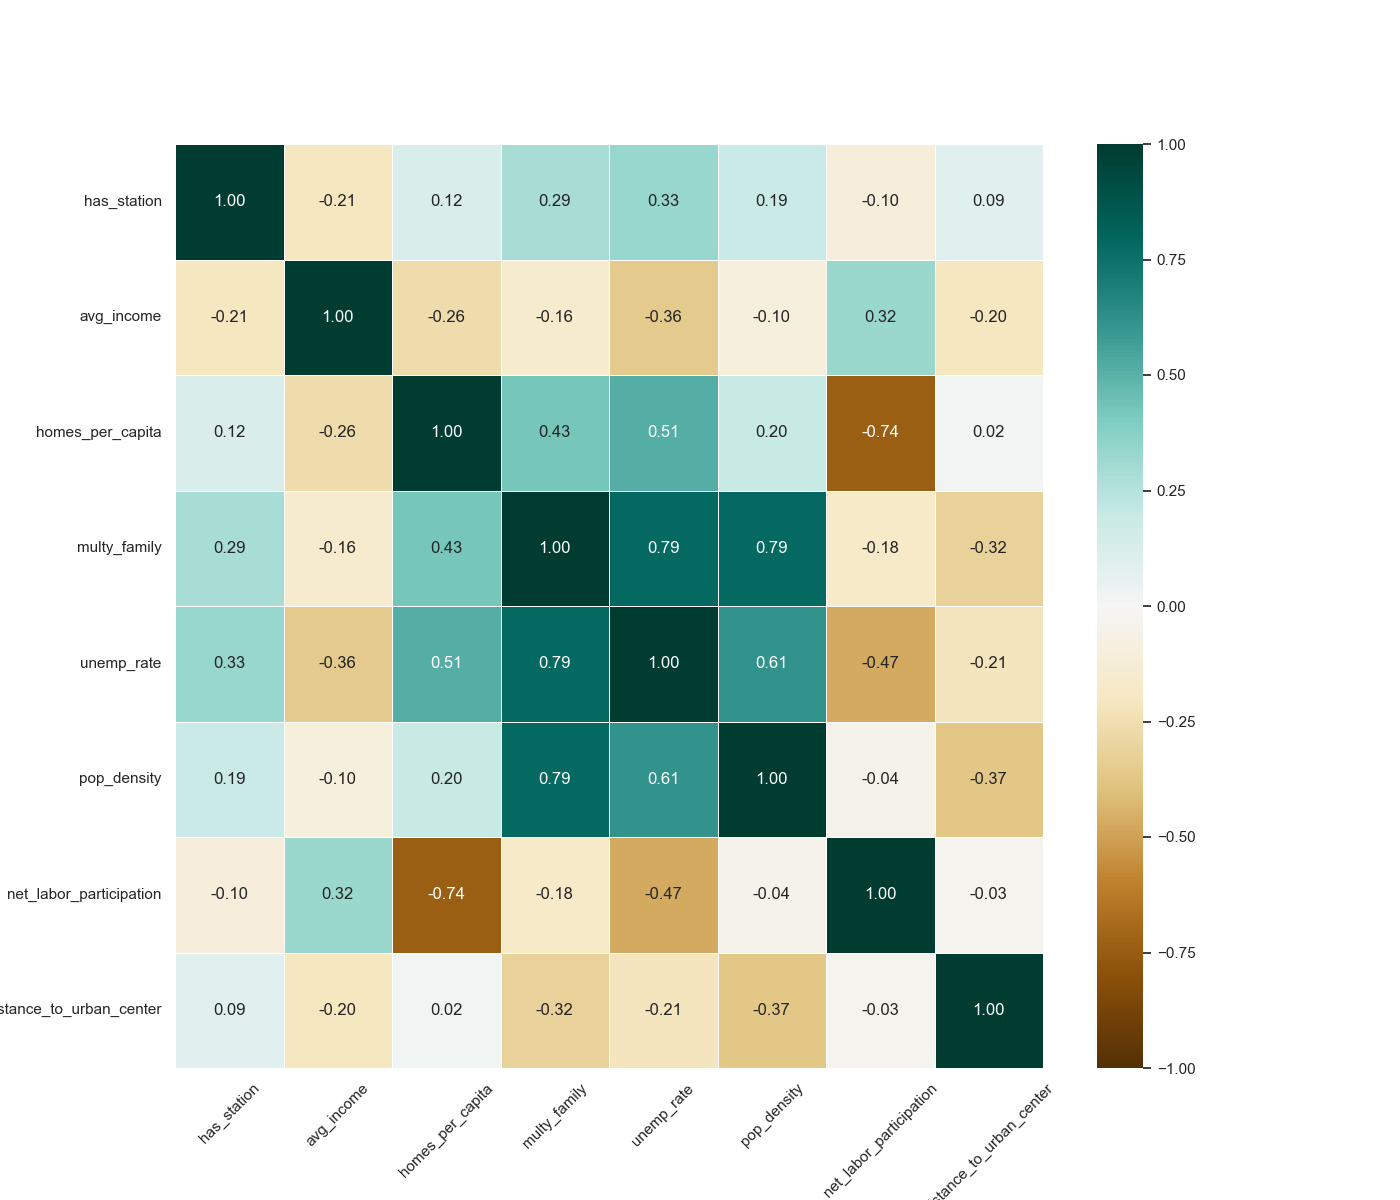 has_station 1.00 -0.21 0.12 0.29 0.33 0.19 -0.10 0.09
avg_income -0.21 1.00 -0.26 -0.16 -0.36 -0.10 0.32 -0.20
homes_per_capita 0.12 -0.26 1.00 0.43 0.51 0.20 -0.74 0.02
multy_family 0.29 -0.16 0.43 1.00 0.79 0.79 -0.18 -0.32
unemp_rate 0.33 -0.36 0.51 0.79 1.00 0.61 -0.47 -0.21
pop_density 0.19 -0.10 0.20 0.79 0.61 1.00 -0.04 -0.37
net_labor_participation -0.10 0.32 -0.74 -0.18 -0.47 -0.04 1.00 -0.03
stance_to_urban_center 0.09 -0.20 0.02 -0.32 -0.21 -0.37 -0.03 1.00
has_station
avg_income
homes_per_capita
multy_family
unemp_rate
pop_density
net_labor_participation
istance_to_urban_center
1.00
0.75
0.50
0.25
0.00
−0.25
−0.50
−0.75
−1.00